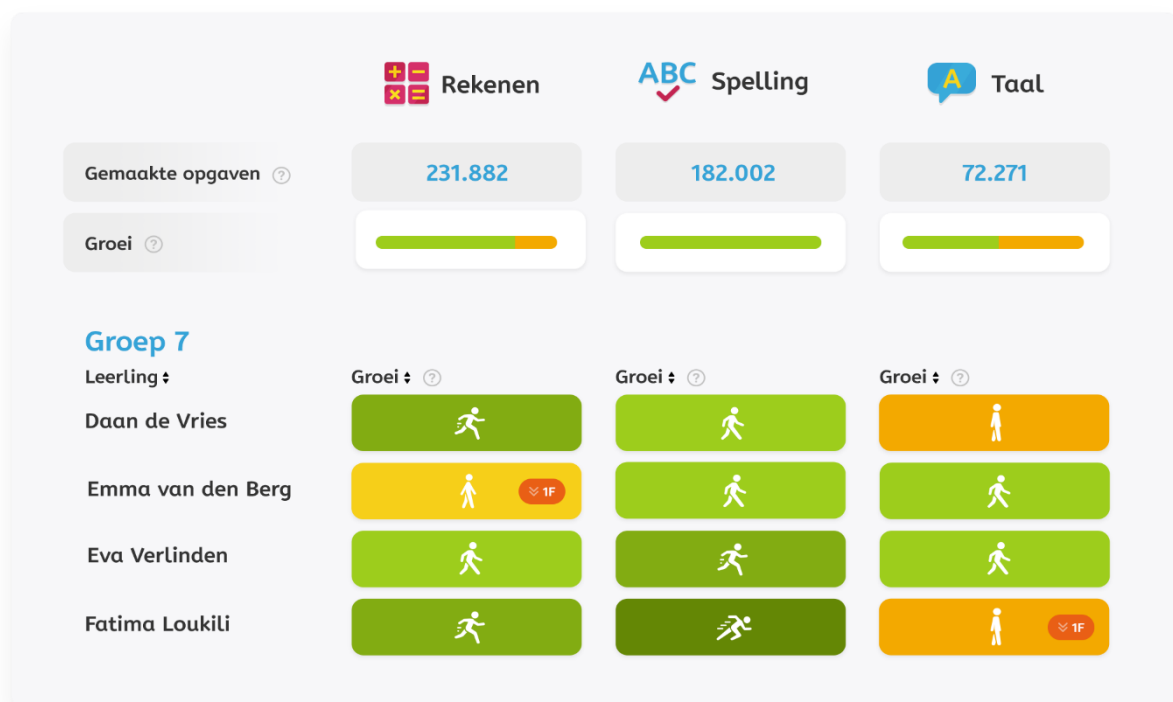 Rekenen
ABC Spelling
A Taal
Gemaakte opgaven ? 231.882 182.002 72.271
Groei ?
Groep 7
Leerling Groei ? Groei ? Groei ?
Daan de Vries
Emma van den Berg 1F
Eva Verlinden
Fatima Loukili 1F